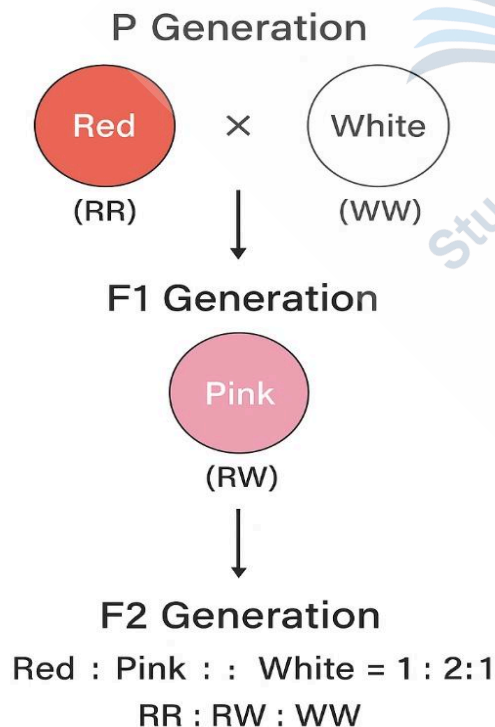 P Generation
Red × White
(RR) (WW)
F1 Generation
Pink
(RW)
F2 Generation
Red : Pink : : White = 1 : 2:1
RR : RW : WW